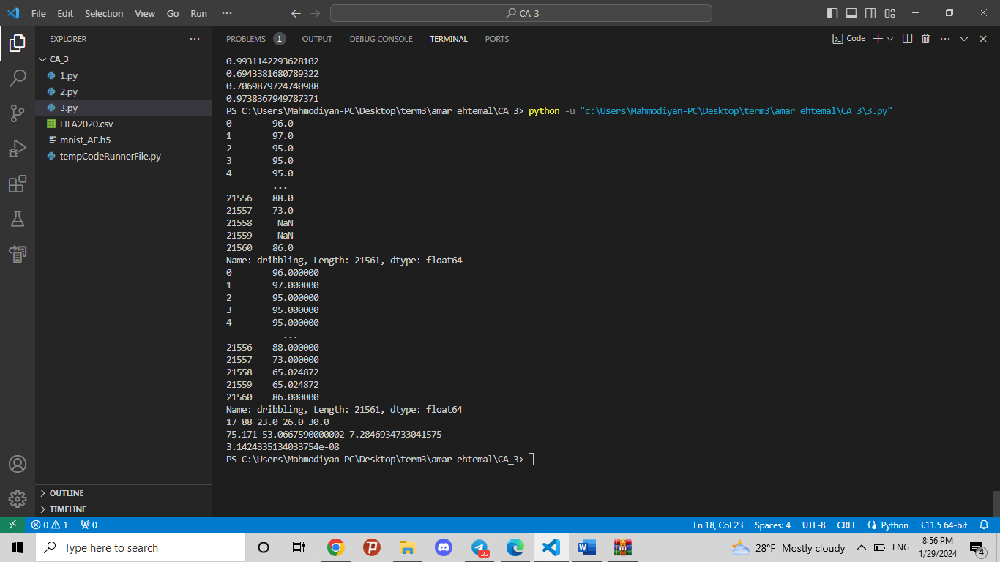 File Edit Selection View Go Run ···
CA_3
EXPLORER
CA_3
1.py
2.py
3.py
FIFA2020.csv
mnist_AE.h5
tempCodeRunnerFile.py
OUTLINE
TIMELINE
PROBLEMS 1 OUTPUT DEBUG CONSOLE TERMINAL PORTS
Code
0.9931142293628102
0.6943381680789322
0.7069879724740988
0.9738367949787371
PS C:\Users\Mahmodiyan-PC\Desktop\term3\amar ehtemal\CA_3> python -u "c:\Users\Mahmodiyan-PC\Desktop\term3\amar ehtemal\CA_3\3.py"
0 96.0
1 97.0
2 95.0
3 95.0
4 95.0
...
21556 88.0
21557 73.0
21558 NaN
21559 NaN
21560 86.0
Name: dribbling, Length: 21561, dtype: float64
0 96.000000
1 97.000000
2 95.000000
3 95.000000
4 95.000000
...
21556 88.000000
21557 73.000000
21558 65.024872
21559 65.024872
21560 86.000000
Name: dribbling, Length: 21561, dtype: float64
17 88 23.0 26.0 30.0
75.171 53.0667590000002 7.2846934733041575
3.1424335134033754e-08
PS C:\Users\Mahmodiyan-PC\Desktop\term3\amar ehtemal\CA_3>
0 1 0 Ln 18, Col 23 Spaces: 4 UTF-8 CRLF Python 3.11.5 64-bit
Type here to search
22
28°F Mostly cloudy
ENG
8:56 PM
1/29/2024
4